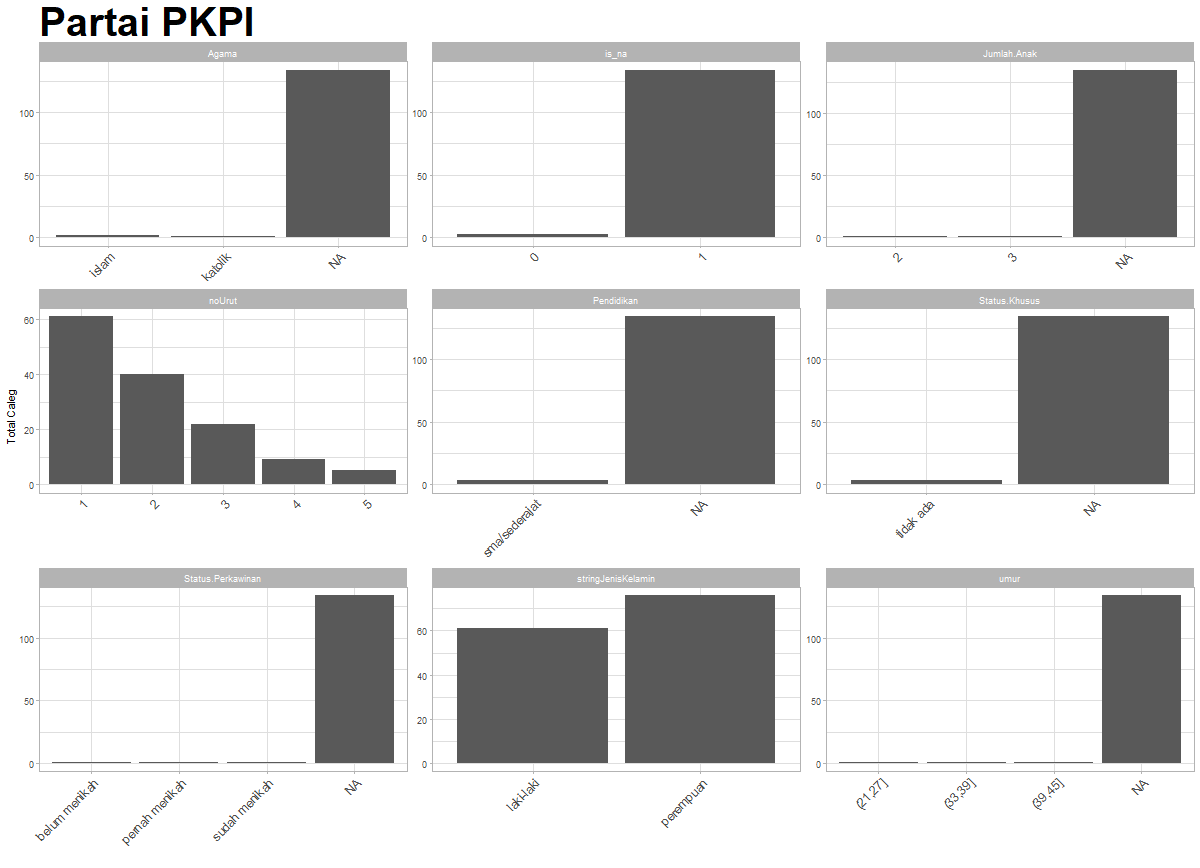 Partai PKPI
Agama
is_na
Jumlah.Anak
100
50
0
100
50
0
100
50
0
islam
katolik
NA
0
1
2
3
NA
noUrut
Pendidikan
Status.Khusus
Total Caleg
60
40
20
0
100
50
0
100
50
0
1
2
3
4
5
sma/sederajat
NA
tidak ada
NA
Status.Perkawinan
stringJenisKelamin
umur
100
50
0
60
40
20
0
100
50
0
belum menikah
pernah menikah
sudah menikah
NA
laki-laki
perempuan
(21,27]
(33,39]
(39,45]
NA